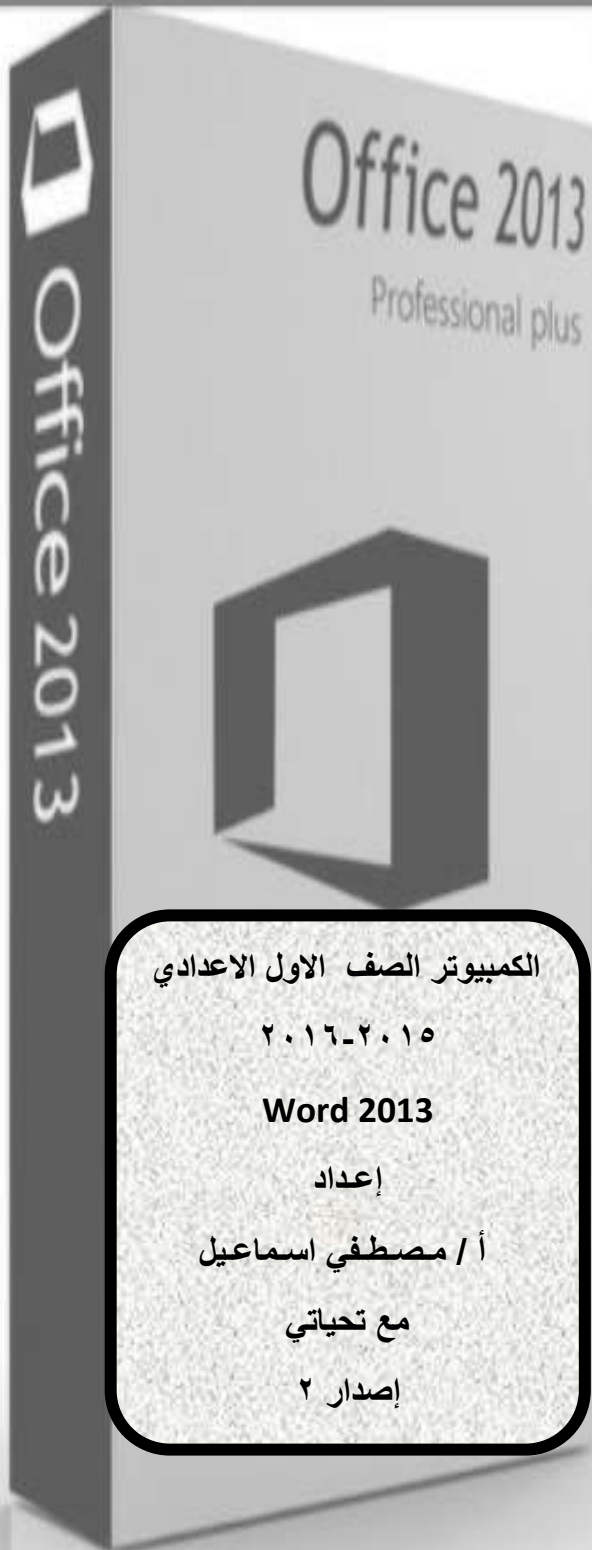 Office 2013
Professional plus
Office 2013
الكمبيوتر الصف الاول الاعدادي
٢٠١٥-٢٠١٦
Word 2013
إعداد
أ / مصطفي اسماعيل
مع تحياتي
إصدار ٢